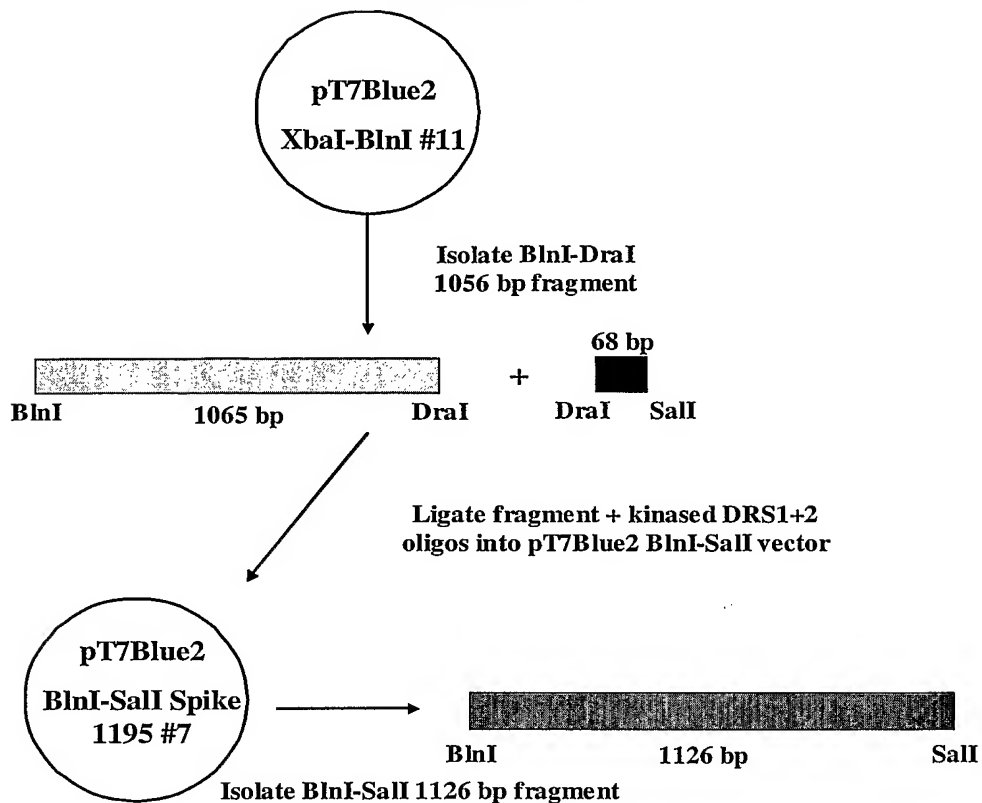 pT7Blue2
XbaI-BlnI #11
Isolate BlnI-DraI
1056 bp fragment
68 bp
+
BlnI
1065 bp
DraI
DraI
SalI
Ligate fragment + kinased DRS1+2
oligos into pT7Blue2 BlnI-SalI vector
pT7Blue2
BlnI-SalI Spike
1195 #7
BlnI
1126 bp
SalI
Isolate BlnI-SalI 1126 bp fragment